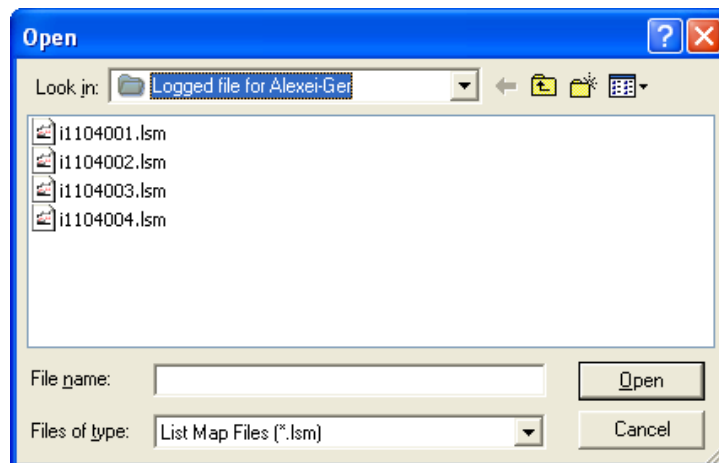 Open
Look in: Logged file for Alexei-Ger
i1104001.lsm
i1104002.lsm
i1104003.lsm
i1104004.lsm
File name: Open
Files of type: List Map Files (*.lsm) Cancel